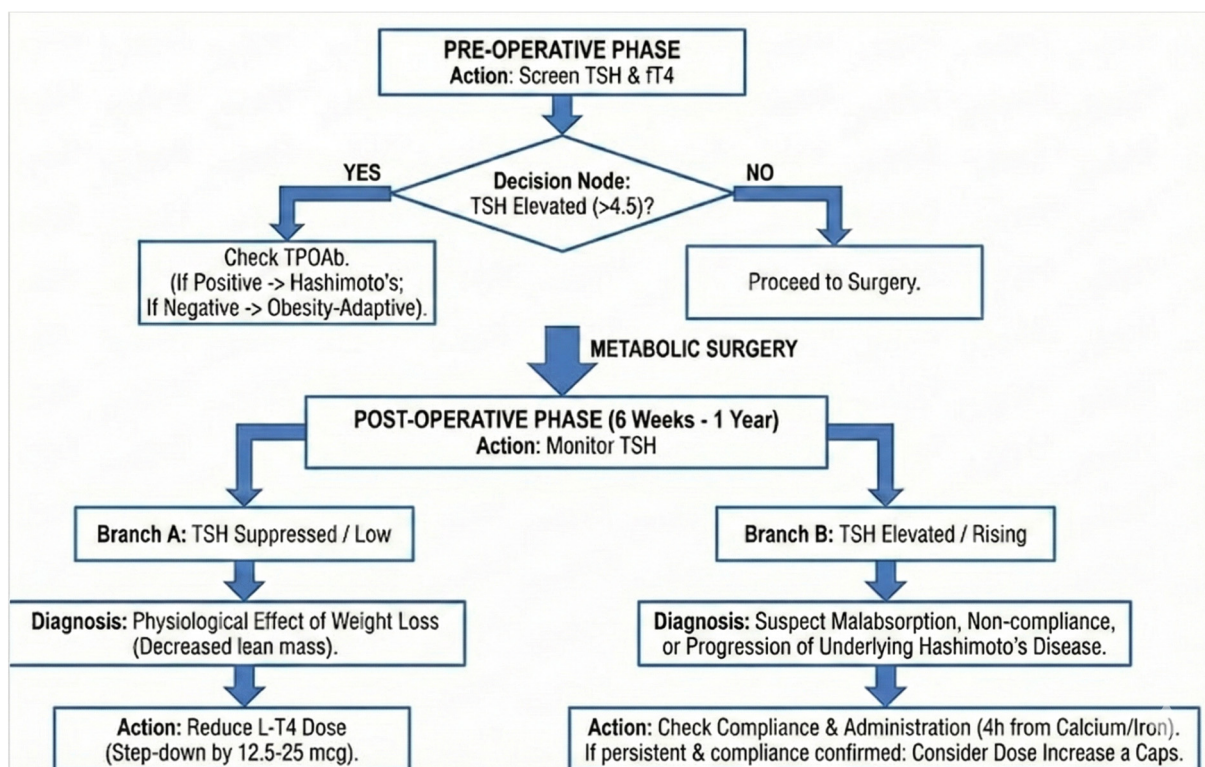 PRE-OPERATIVE PHASE
Action: Screen TSH & fT4
YES
NO
Decision Node:
TSH Elevated (>4.5)?
Check TPOAb.
(If Positive -> Hashimoto's;
If Negative -> Obesity-Adaptive).
Proceed to Surgery.
METABOLIC SURGERY
POST-OPERATIVE PHASE (6 Weeks - 1 Year)
Action: Monitor TSH
Branch A: TSH Suppressed / Low
Branch B: TSH Elevated / Rising
Diagnosis: Physiological Effect of Weight Loss
(Decreased lean mass).
Diagnosis: Suspect Malabsorption, Non-compliance,
or Progression of Underlying Hashimoto's Disease.
Action: Reduce L-T4 Dose
(Step-down by 12.5-25 mcg).
Action: Check Compliance & Administration (4h from Calcium/Iron).
If persistent & compliance confirmed: Consider Dose Increase a Caps.